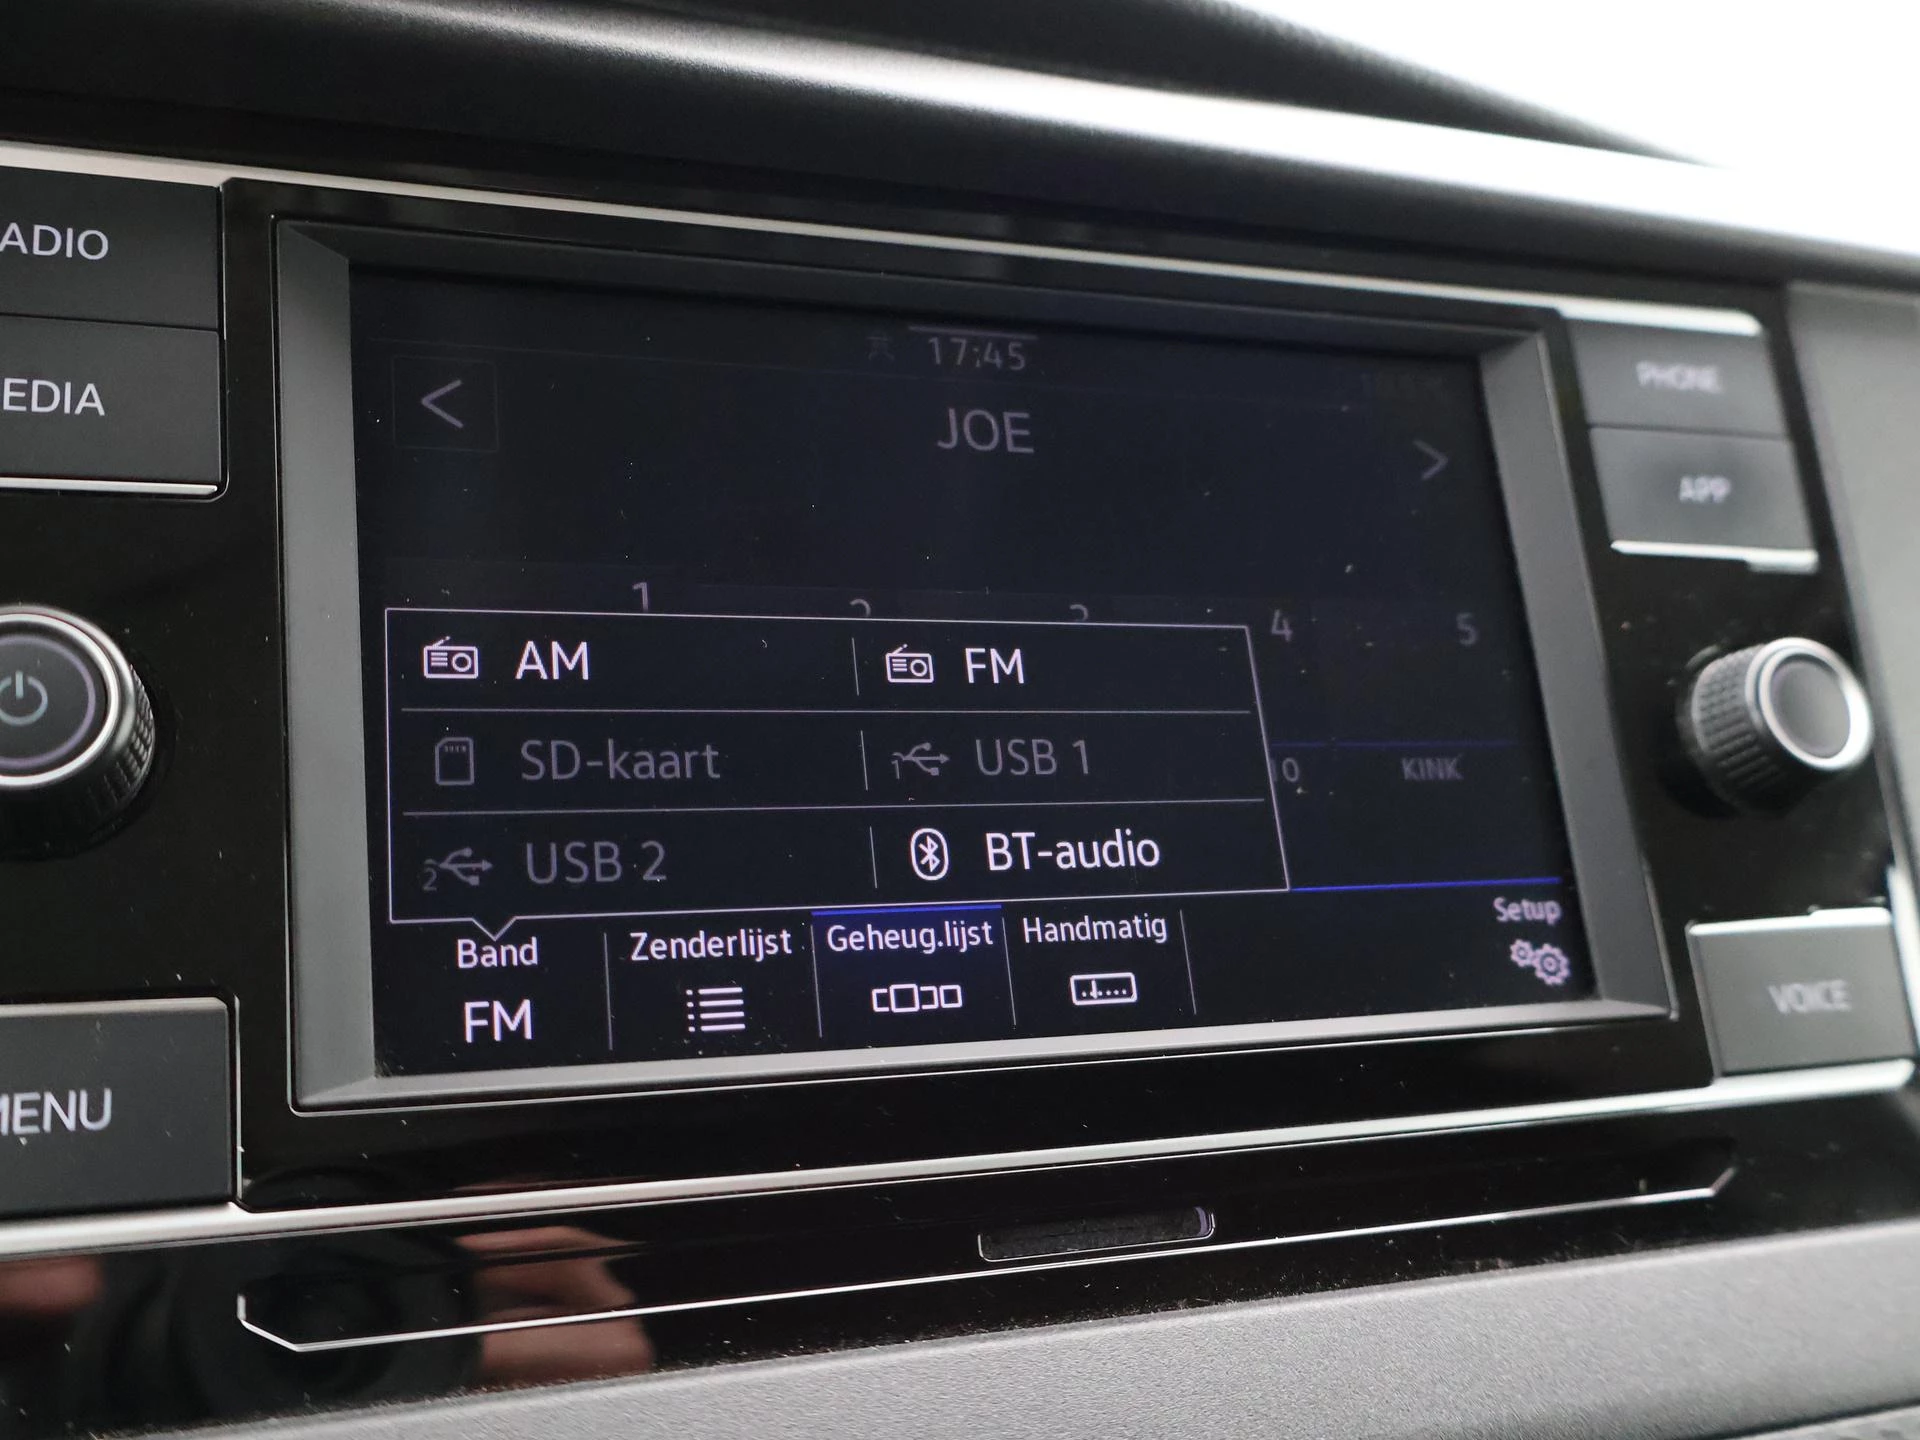 ADIO
EDIA
MENU
17:45
JOE
1
4
5
AM
FM
SD-kaart
1 USB 1
2 USB 2
BT-audio
KINK
Band
FM
Zenderlijst
Geheug.lijst
Handmatig
Setup
PHONE
APP
VOICE